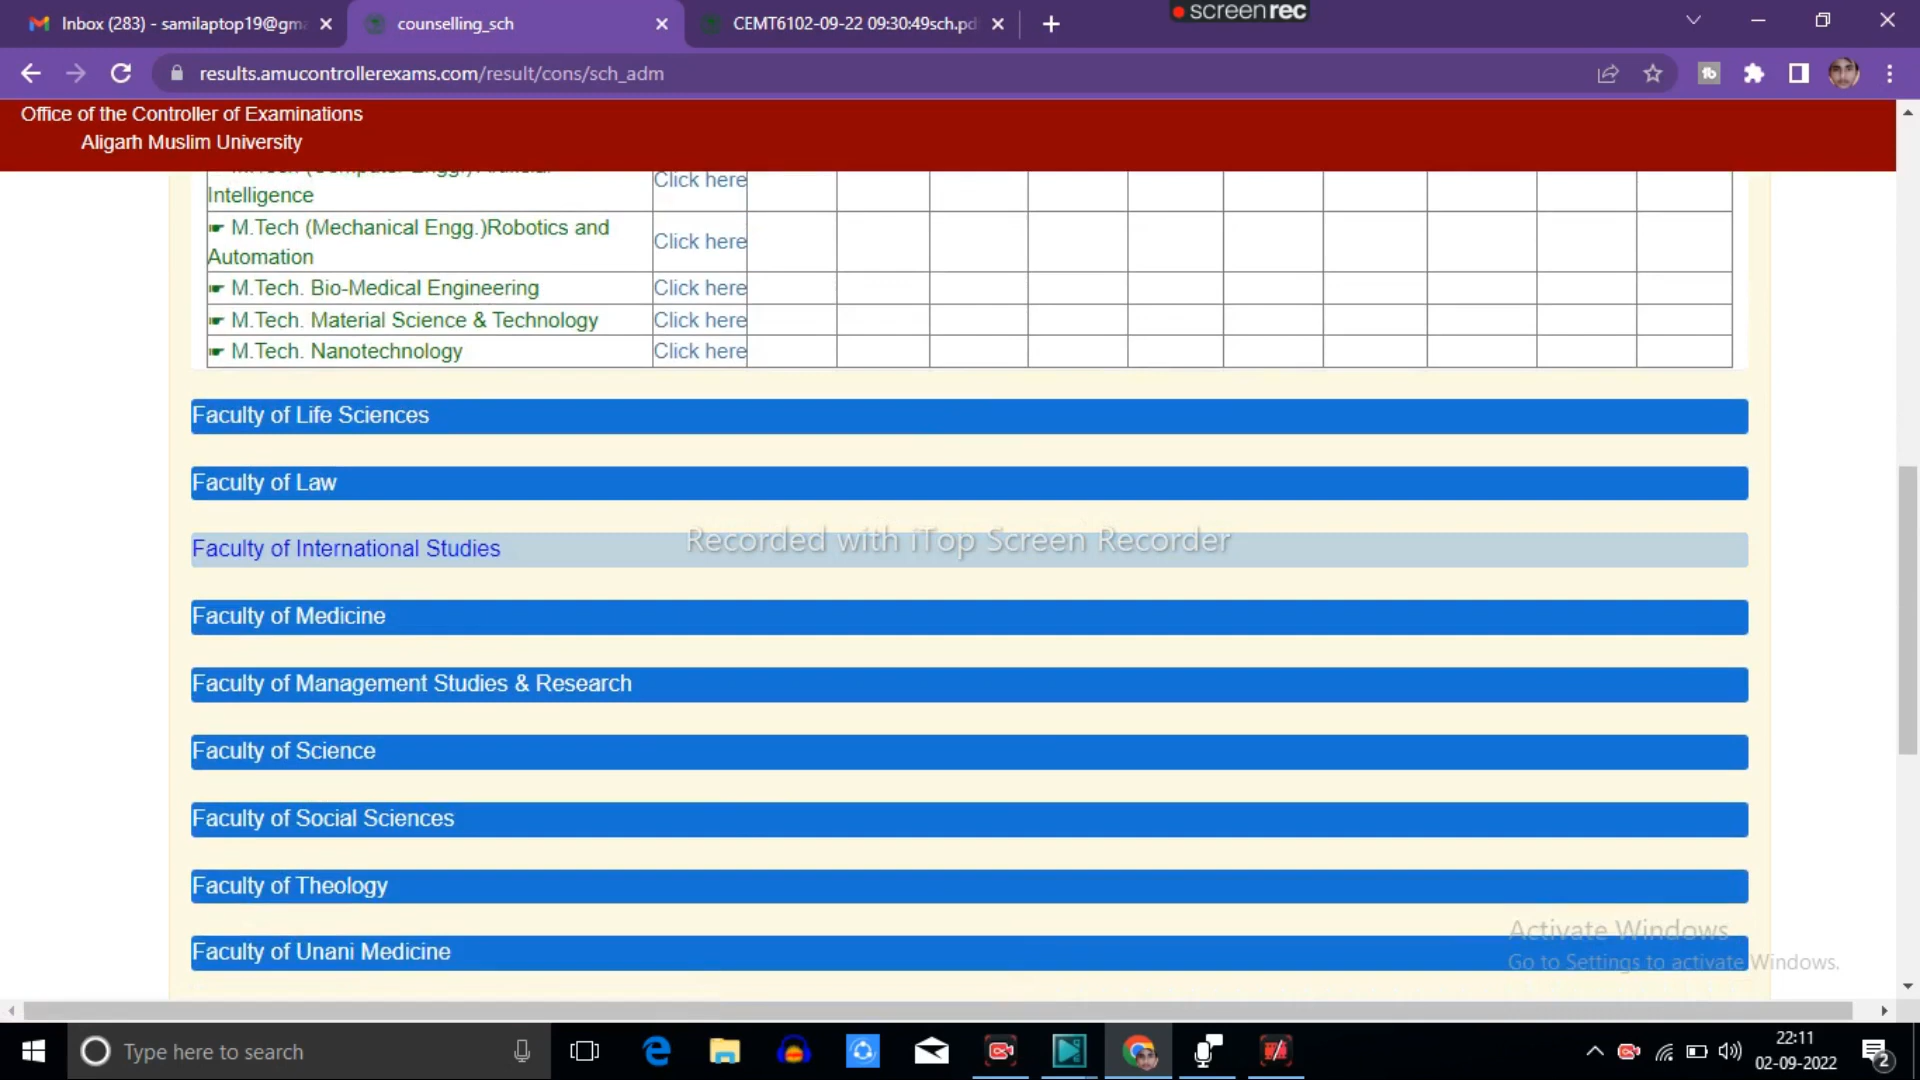 Inbox (283) - samilaptop19@gm
counselling_sch
CEMT6102-09-22 09:30:49sch.pd
screenrec
results.amucontrollerexams.com/result/cons/sch_adm
Office of the Controller of Examinations
Aligarh Muslim University
Intelligence
Click here
M.Tech (Mechanical Engg.)Robotics and
Automation
Click here
M.Tech. Bio-Medical Engineering
Click here
M.Tech. Material Science & Technology
Click here
M.Tech. Nanotechnology
Click here
Faculty of Life Sciences
Faculty of Law
Faculty of International Studies
Recorded with iTop Screen Recorder
Faculty of Medicine
Faculty of Management Studies & Research
Faculty of Science
Faculty of Social Sciences
Faculty of Theology
Faculty of Unani Medicine
Activate Windows
Go to Settings to activate Windows.
Type here to search
22:11
02-09-2022
2